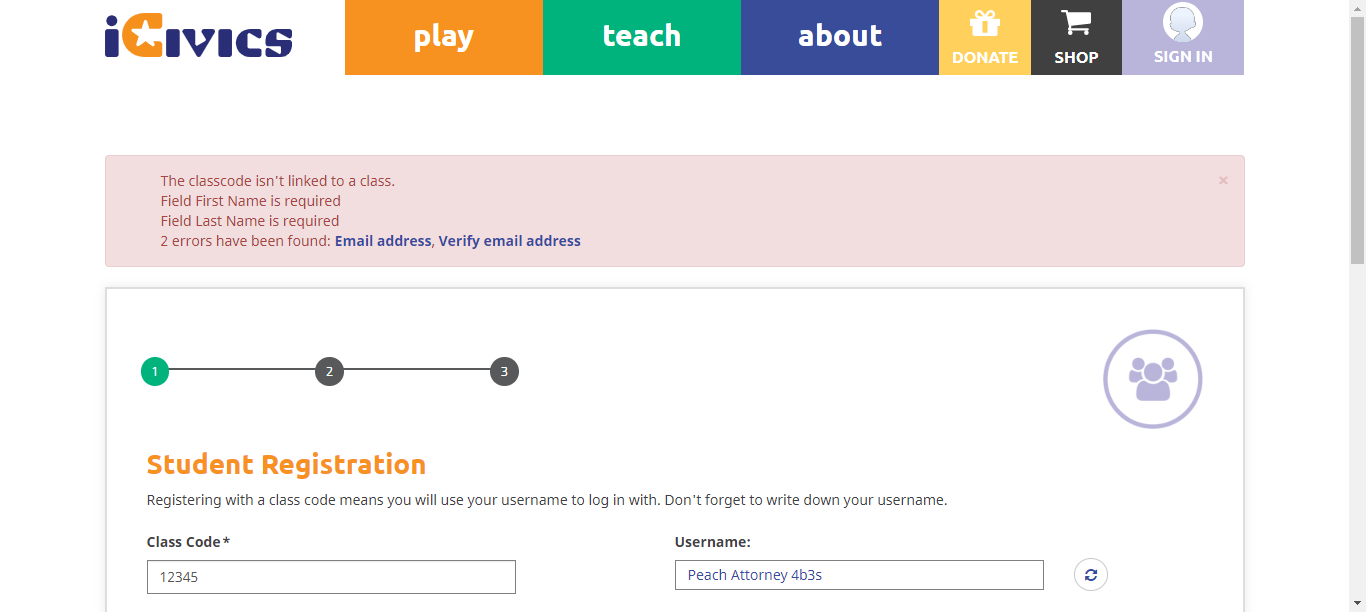 iCivics
play
teach
about
DONATE
SHOP
SIGN IN
The classcode isn't linked to a class.
×
Field First Name is required
Field Last Name is required
2 errors have been found: Email address, Verify email address
1
2
3
Student Registration
Registering with a class code means you will use your username to log in with. Don't forget to write down your username.
Class Code*
Username:
12345
Peach Attorney 4b3s